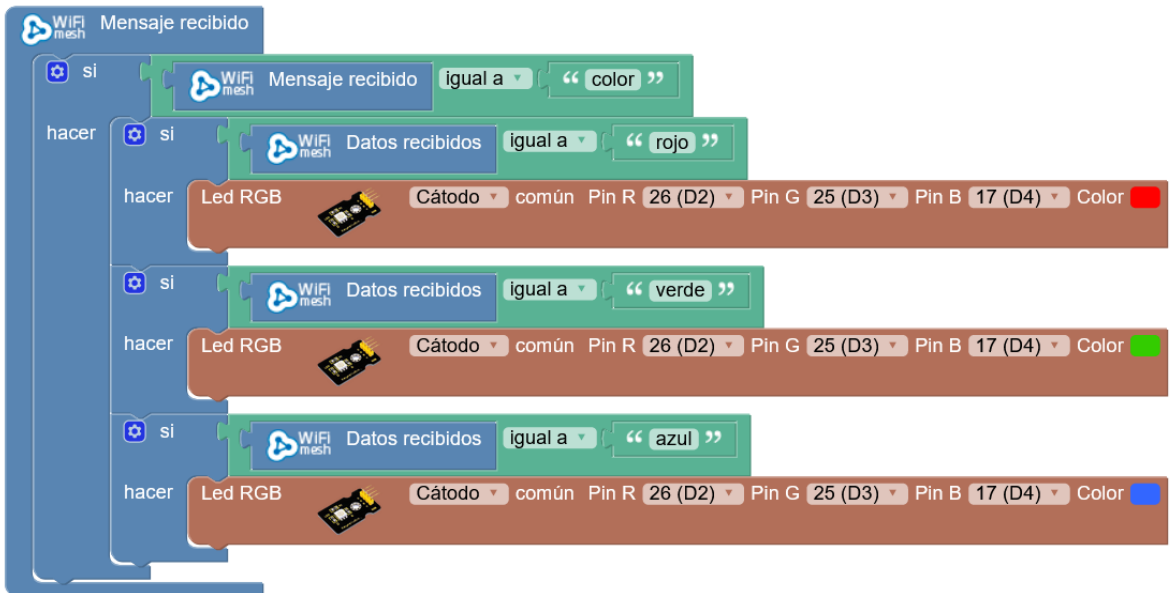 WiFi mesh Mensaje recibido
si WiFi mesh Mensaje recibido igual a “ color ”
hacer si WiFi mesh Datos recibidos igual a “ rojo ”
hacer Led RGB Cátodo común Pin R 26 (D2) Pin G 25 (D3) Pin B 17 (D4) Color
si WiFi mesh Datos recibidos igual a “ verde ”
hacer Led RGB Cátodo común Pin R 26 (D2) Pin G 25 (D3) Pin B 17 (D4) Color
si WiFi mesh Datos recibidos igual a “ azul ”
hacer Led RGB Cátodo común Pin R 26 (D2) Pin G 25 (D3) Pin B 17 (D4) Color